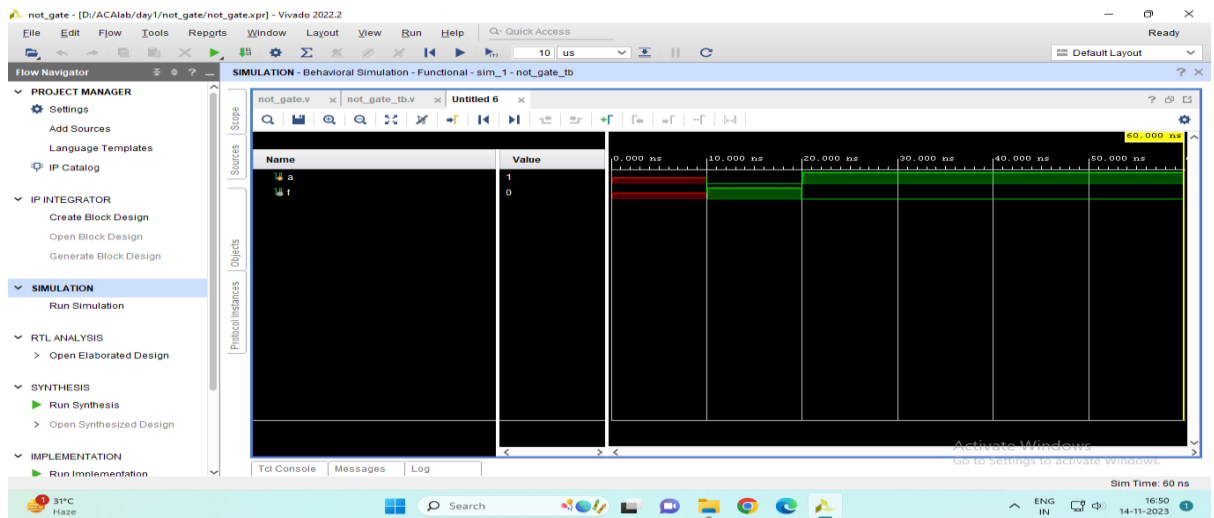 not_gate - [D:/ACAlab/day1/not_gate/not_gate.xpr] - Vivado 2022.2
File Edit Flow Tools Reports Window Layout View Run Help Q- Quick Access Ready
10 us Default Layout
Flow Navigator ? SIMULATION - Behavioral Simulation - Functional - sim_1 - not_gate_tb ?
PROJECT MANAGER
Settings
Add Sources
Language Templates
IP Catalog
IP INTEGRATOR
Create Block Design
Open Block Design
Generate Block Design
SIMULATION
Run Simulation
RTL ANALYSIS
Open Elaborated Design
SYNTHESIS
Run Synthesis
Open Synthesized Design
IMPLEMENTATION
Run Implementation
Scope
Sources
Objects
Protocol Instances
not_gate.v not_gate_tb.v Untitled 6 ?
60.000 ns
Name Value 0.000 ns 10.000 ns 20.000 ns 30.000 ns 40.000 ns 50.000 ns
a 1
f 0
Activate Windows
Go to Settings to activate Windows.
Tcl Console Messages Log
Sim Time: 60 ns
1 31°C Search ENG 16:50 1
Haze IN 14-11-2023